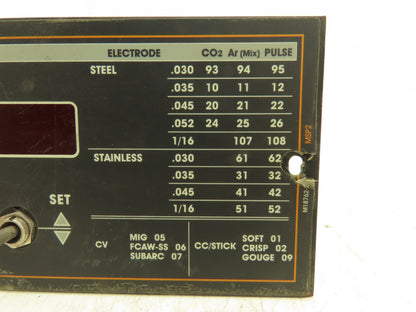 ELECTRODE CO2 Ar (Mix) PULSE
STEEL .030 93 94 95
.035 10 11 12
.045 20 21 22
.052 24 25 26
1/16 107 108
STAINLESS .030 61 62
.035 31 32
.045 41 42
1/16 51 52
SET
CV
MIG 05
FCAW-SS 06
SUBARC 07
CC/STICK
SOFT 01
CRISP 02
GOUGE 09
MSP2
M18762